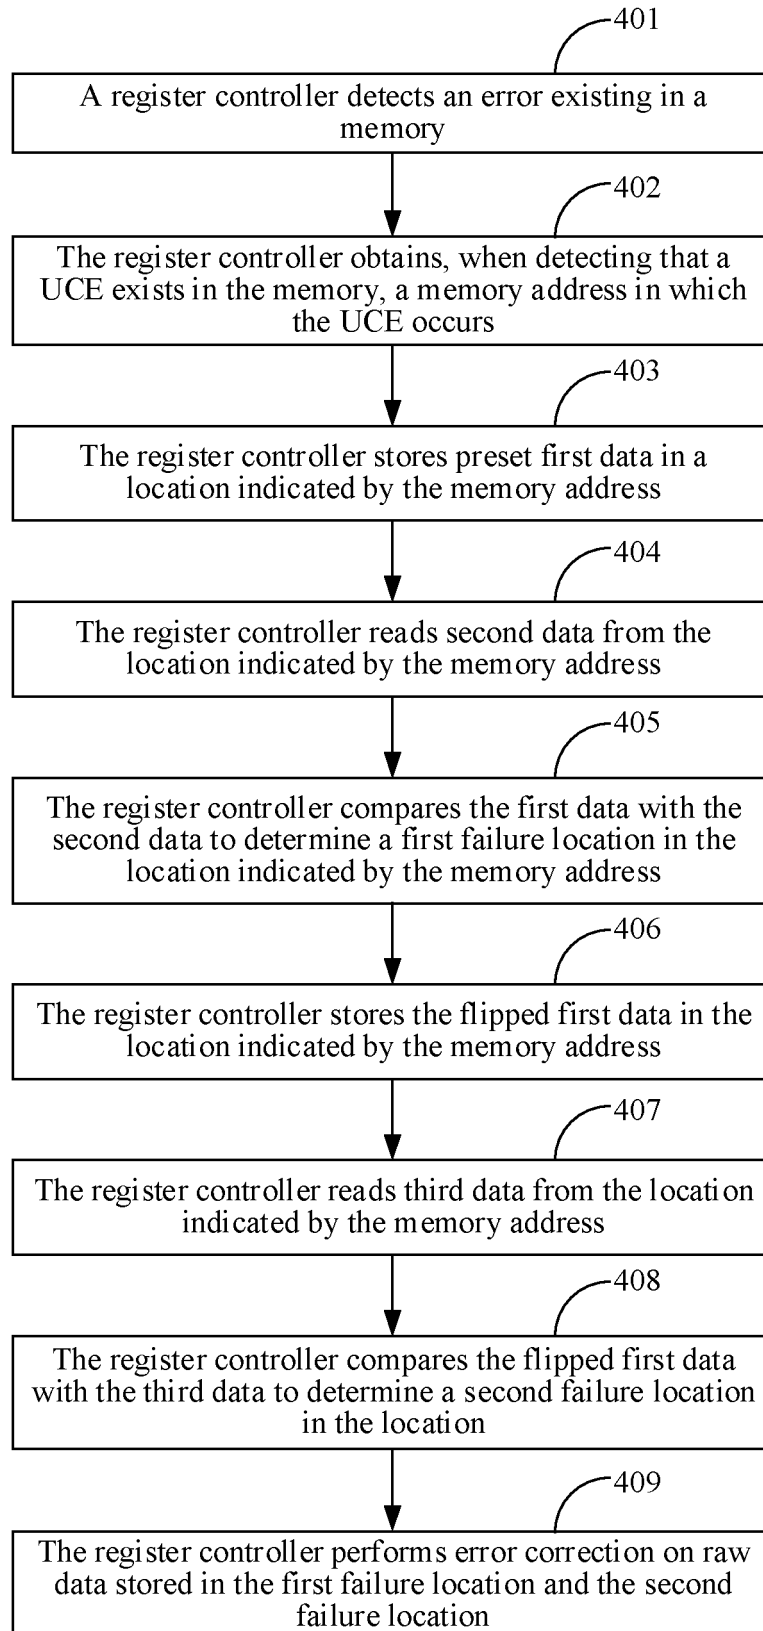 401
A register controller detects an error existing in a
memory
402
The register controller obtains, when detecting that a
UCE exists in the memory, a memory address in which
the UCE occurs
403
The register controller stores preset first data in a
location indicated by the memory address
404
The register controller reads second data from the
location indicated by the memory address
405
The register controller compares the first data with the
second data to determine a first failure location in the
location indicated by the memory address
406
The register controller stores the flipped first data in the
location indicated by the memory address
407
The register controller reads third data from the location
indicated by the memory address
408
The register controller compares the flipped first data
with the third data to determine a second failure location
in the location
409
The register controller performs error correction on raw
data stored in the first failure location and the second
failure location